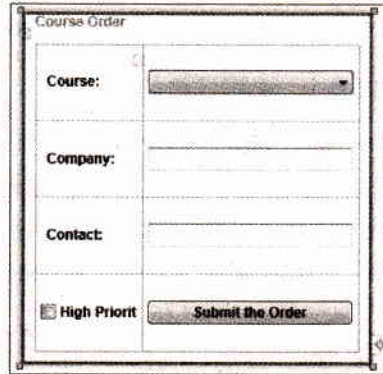 Course Order
Course:
Company:
Contact:
High Priorit
Submit the Order